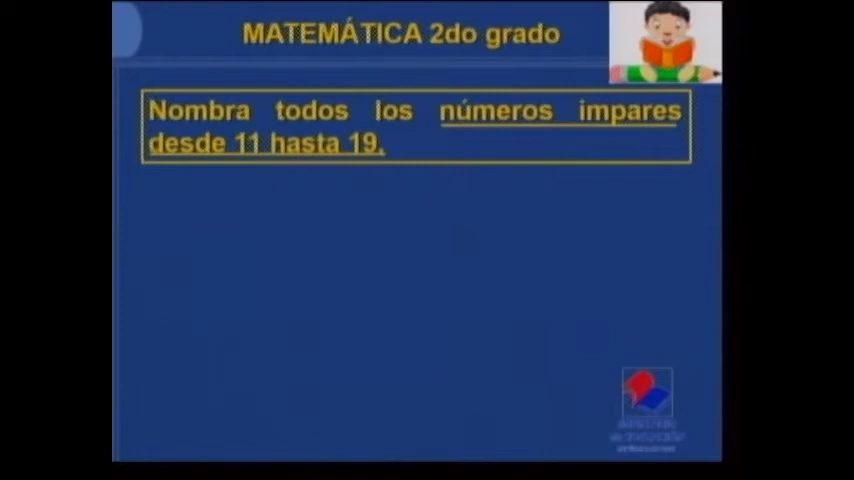 MATEMÁTICA 2do grado
Nombra todos los números impares
desde 11 hasta 19.